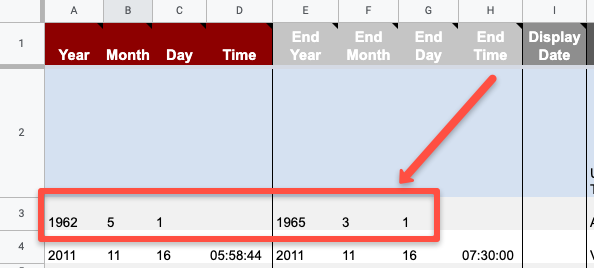 A B C D E F G H I
1 Year Month Day Time End Year End Month End Day End Time Display Date
2
3 1962 5 1 1965 3 1
4 2011 11 16 05:58:44 2011 11 16 07:30:00